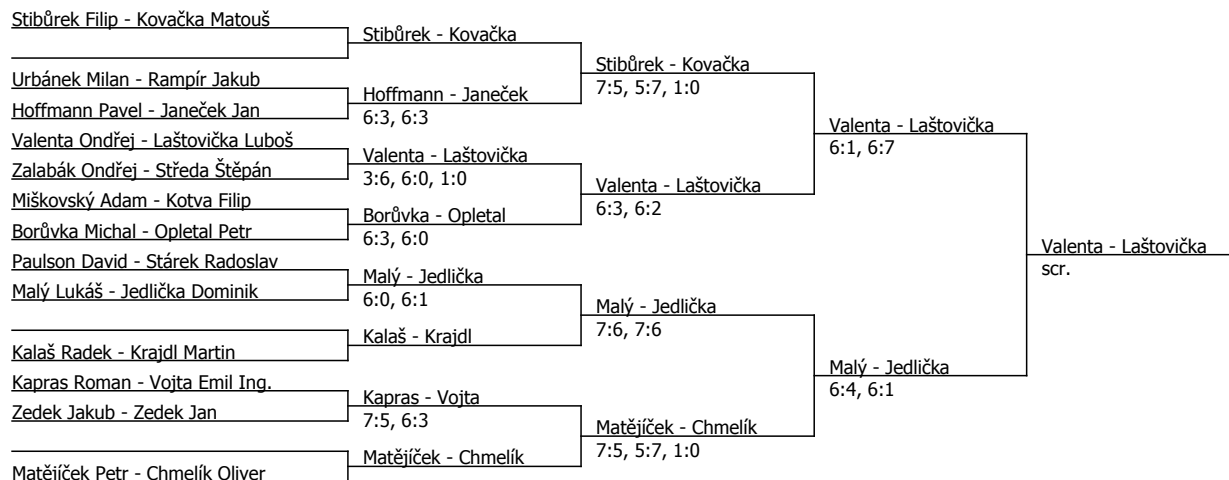 Stibůrek Filip - Kovačka Matouš
Urbánek Milan - Rampír Jakub
Hoffmann Pavel - Janeček Jan
Valenta Ondřej - Laštovička Luboš
Zalabák Ondřej - Středa Štěpán
Miškovský Adam - Kotva Filip
Borůvka Michal - Opletal Petr
Paulson David - Stárek Radoslav
Malý Lukáš - Jedlička Dominik
Kalaš Radek - Krajdl Martin
Kapras Roman - Vojta Emil Ing.
Zedek Jakub - Zedek Jan
Matějíček Petr - Chmelík Oliver
Stibůrek - Kovačka
Hoffmann - Janeček
6:3, 6:3
Valenta - Laštovička
3:6, 6:0, 1:0
Borůvka - Opletal
6:3, 6:0
Malý - Jedlička
6:0, 6:1
Kalaš - Krajdl
Kapras - Vojta
7:5, 6:3
Matějíček - Chmelík
Stibůrek - Kovačka
7:5, 5:7, 1:0
Valenta - Laštovička
6:3, 6:2
Malý - Jedlička
7:6, 7:6
Matějíček - Chmelík
7:5, 5:7, 1:0
Valenta - Laštovička
6:1, 6:7
Malý - Jedlička
6:4, 6:1
Valenta - Laštovička
scr.